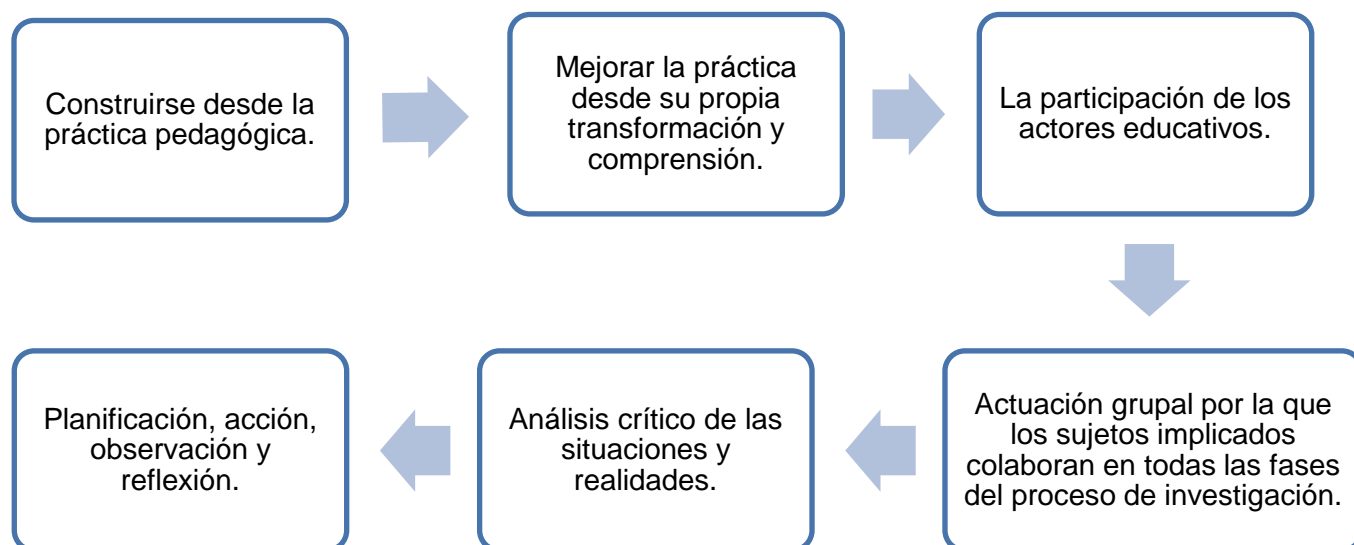 Construirse desde la
práctica pedagógica.
Mejorar la práctica
desde su propia
transformación y
comprensión.
La participación de los
actores educativos.
Actuación grupal por la que
los sujetos implicados
colaboran en todas las fases
del proceso de investigación.
Análisis crítico de las
situaciones y
realidades.
Planificación, acción,
observación y
reflexión.